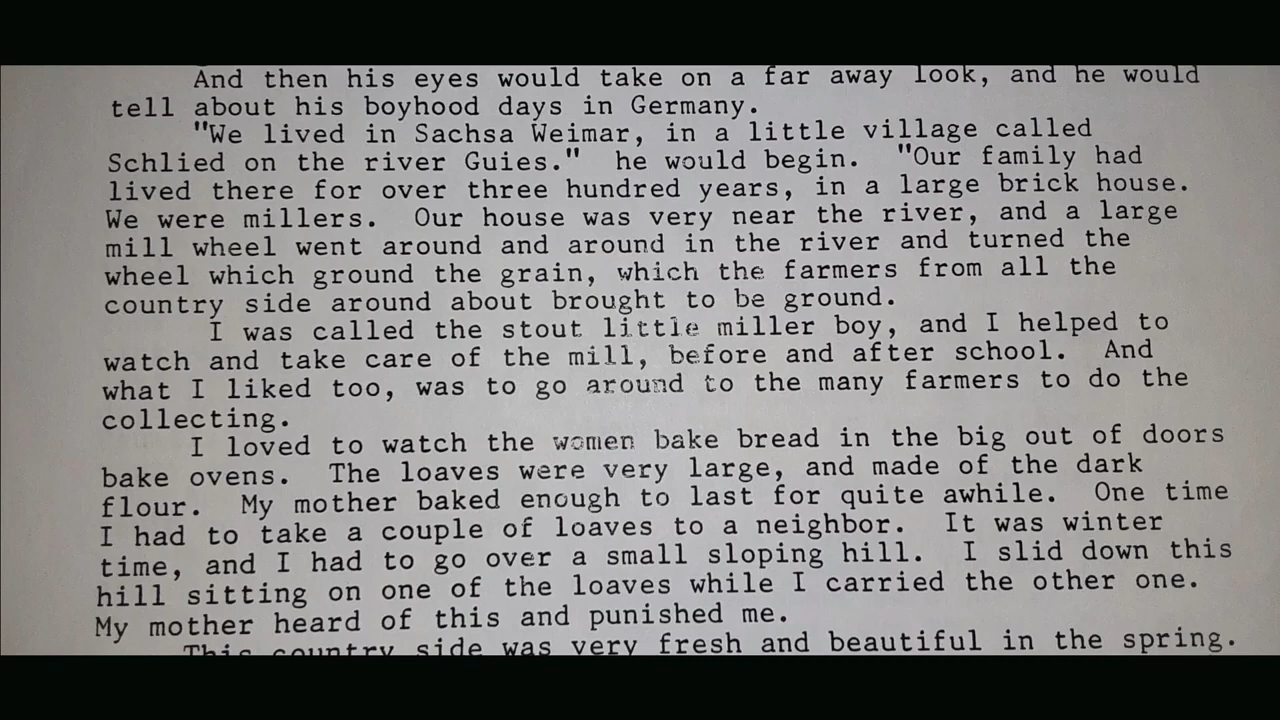 And then his eyes would take on a far away look, and he would
tell about his boyhood days in Germany.
"We lived in Sachsa Weimar, in a little village called
Schlied on the river Guies."  he would begin.  "Our family had
lived there for over three hundred years, in a large brick house.
We were millers.  Our house was very near the river, and a large
mill wheel went around and around in the river and turned the
wheel which ground the grain, which the farmers from all the
country side around about brought to be ground.
I was called the stout little miller boy, and I helped to
watch and take care of the mill, before and after school.  And
what I liked too, was to go around to the many farmers to do the
collecting.
I loved to watch the women bake bread in the big out of doors
bake ovens.  The loaves were very large, and made of the dark
flour.  My mother baked enough to last for quite awhile.  One time
I had to take a couple of loaves to a neighbor.  It was winter
time, and I had to go over a small sloping hill.  I slid down this
hill sitting on one of the loaves while I carried the other one.
My mother heard of this and punished me.
This country side was very fresh and beautiful in the spring.